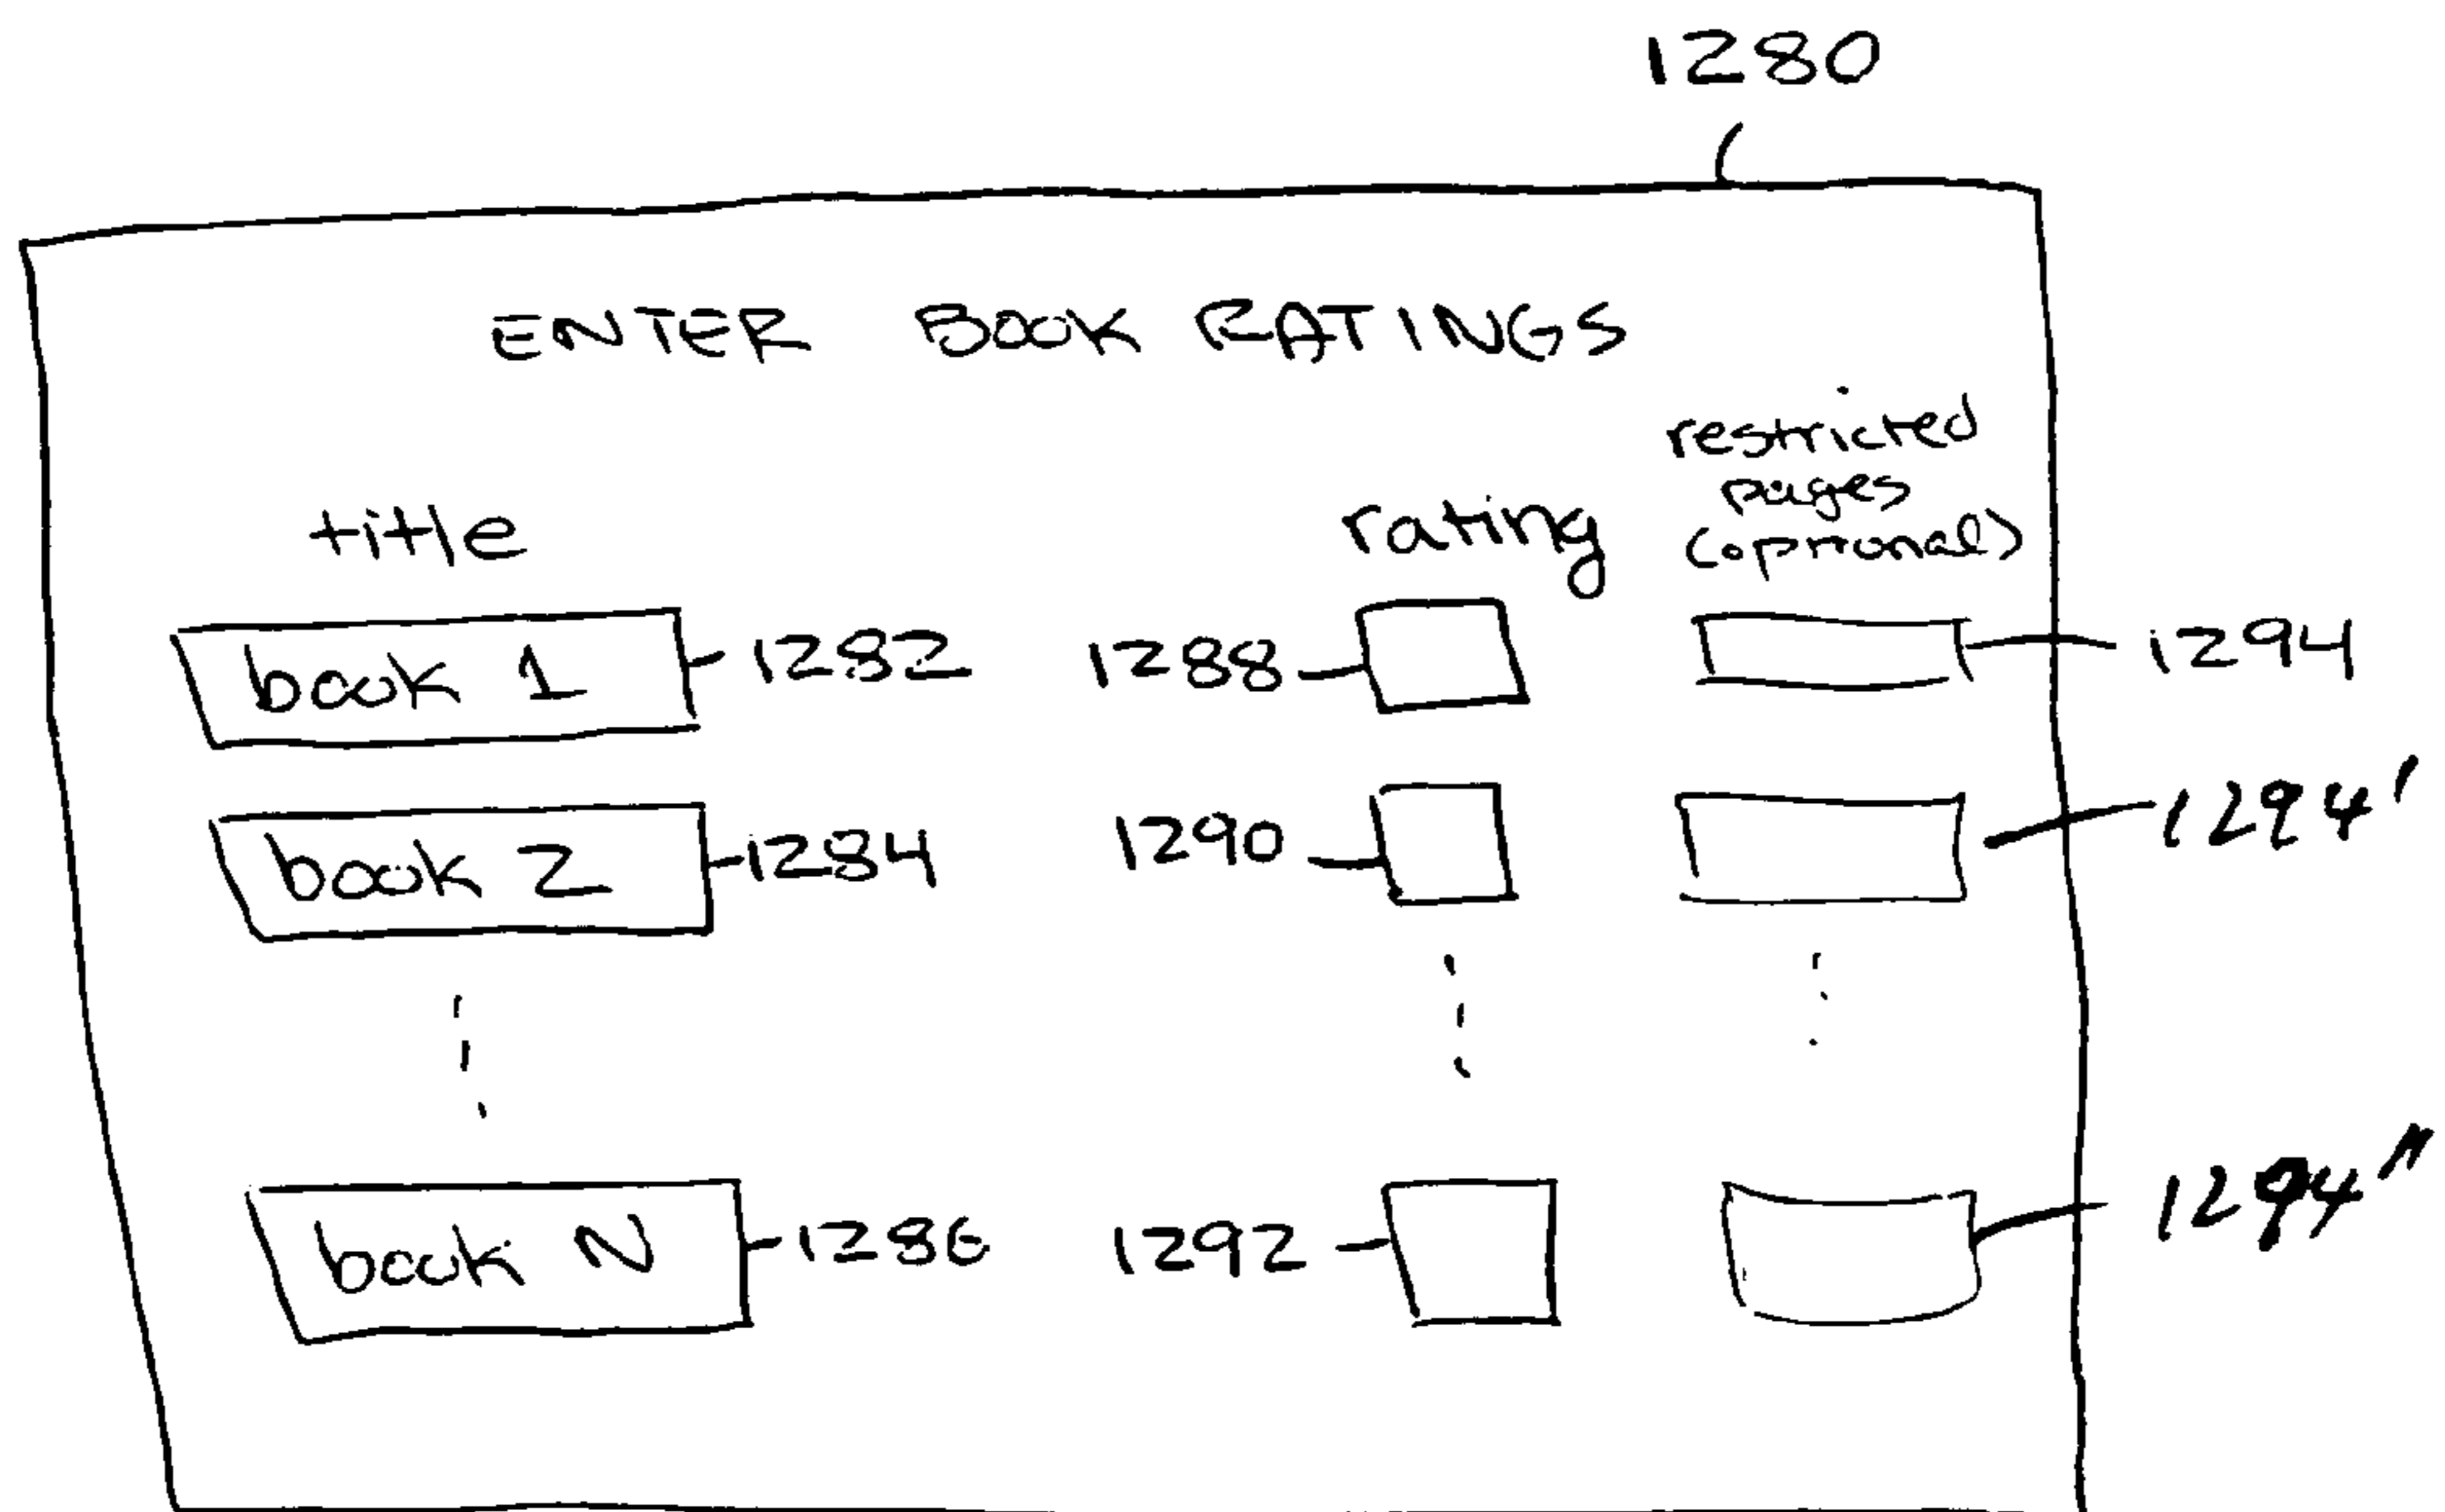 1280
ENTER BOOK RATINGS
restricted
pages
title rating (optional)
book 1 1282 1288 1294
book 2 1284 1290 1294'
book N 1286 1292 1294"